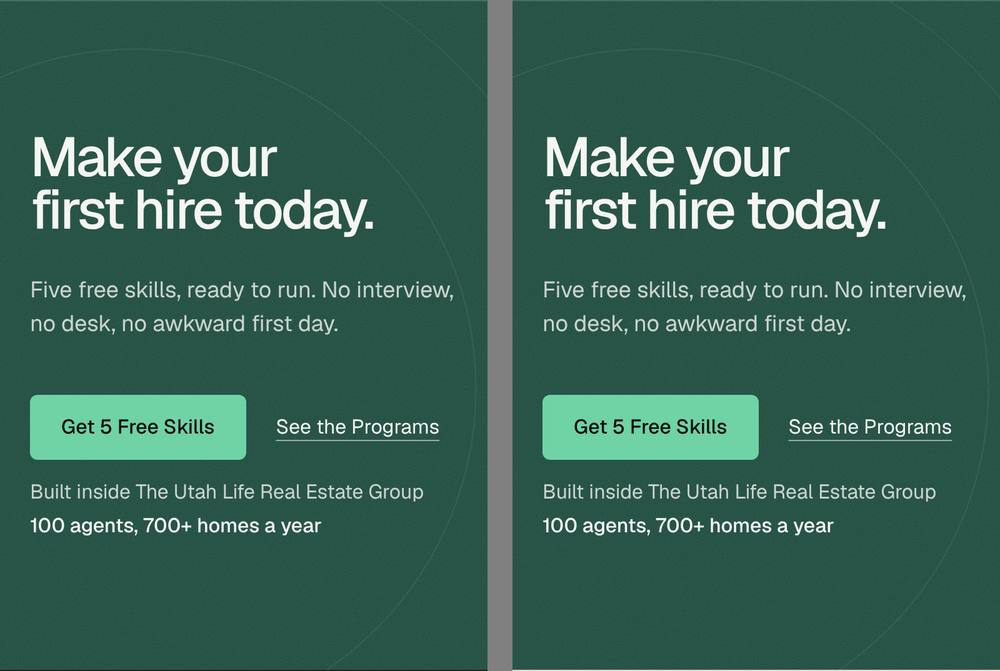 Make your
first hire today.
Five free skills, ready to run. No interview,
no desk, no awkward first day.
Get 5 Free Skills
See the Programs
Built inside The Utah Life Real Estate Group
100 agents, 700+ homes a year
Make your
first hire today.
Five free skills, ready to run. No interview,
no desk, no awkward first day.
Get 5 Free Skills
See the Programs
Built inside The Utah Life Real Estate Group
100 agents, 700+ homes a year